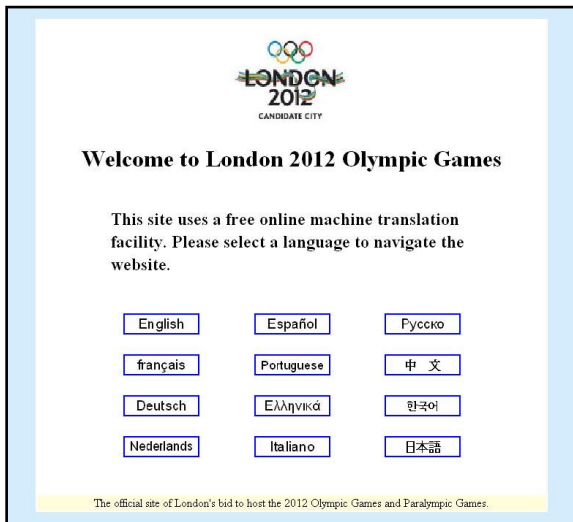 LONDON
2012
CANDIDATE CITY
Welcome to London 2012 Olympic Games
This site uses a free online machine translation
facility. Please select a language to navigate the
website.
English Español Русско
français Portuguese 中 文
Deutsch Ελληνικά 한국어
Nederlands Italiano 日本語
The official site of London's bid to host the 2012 Olympic Games and Paralympic Games.